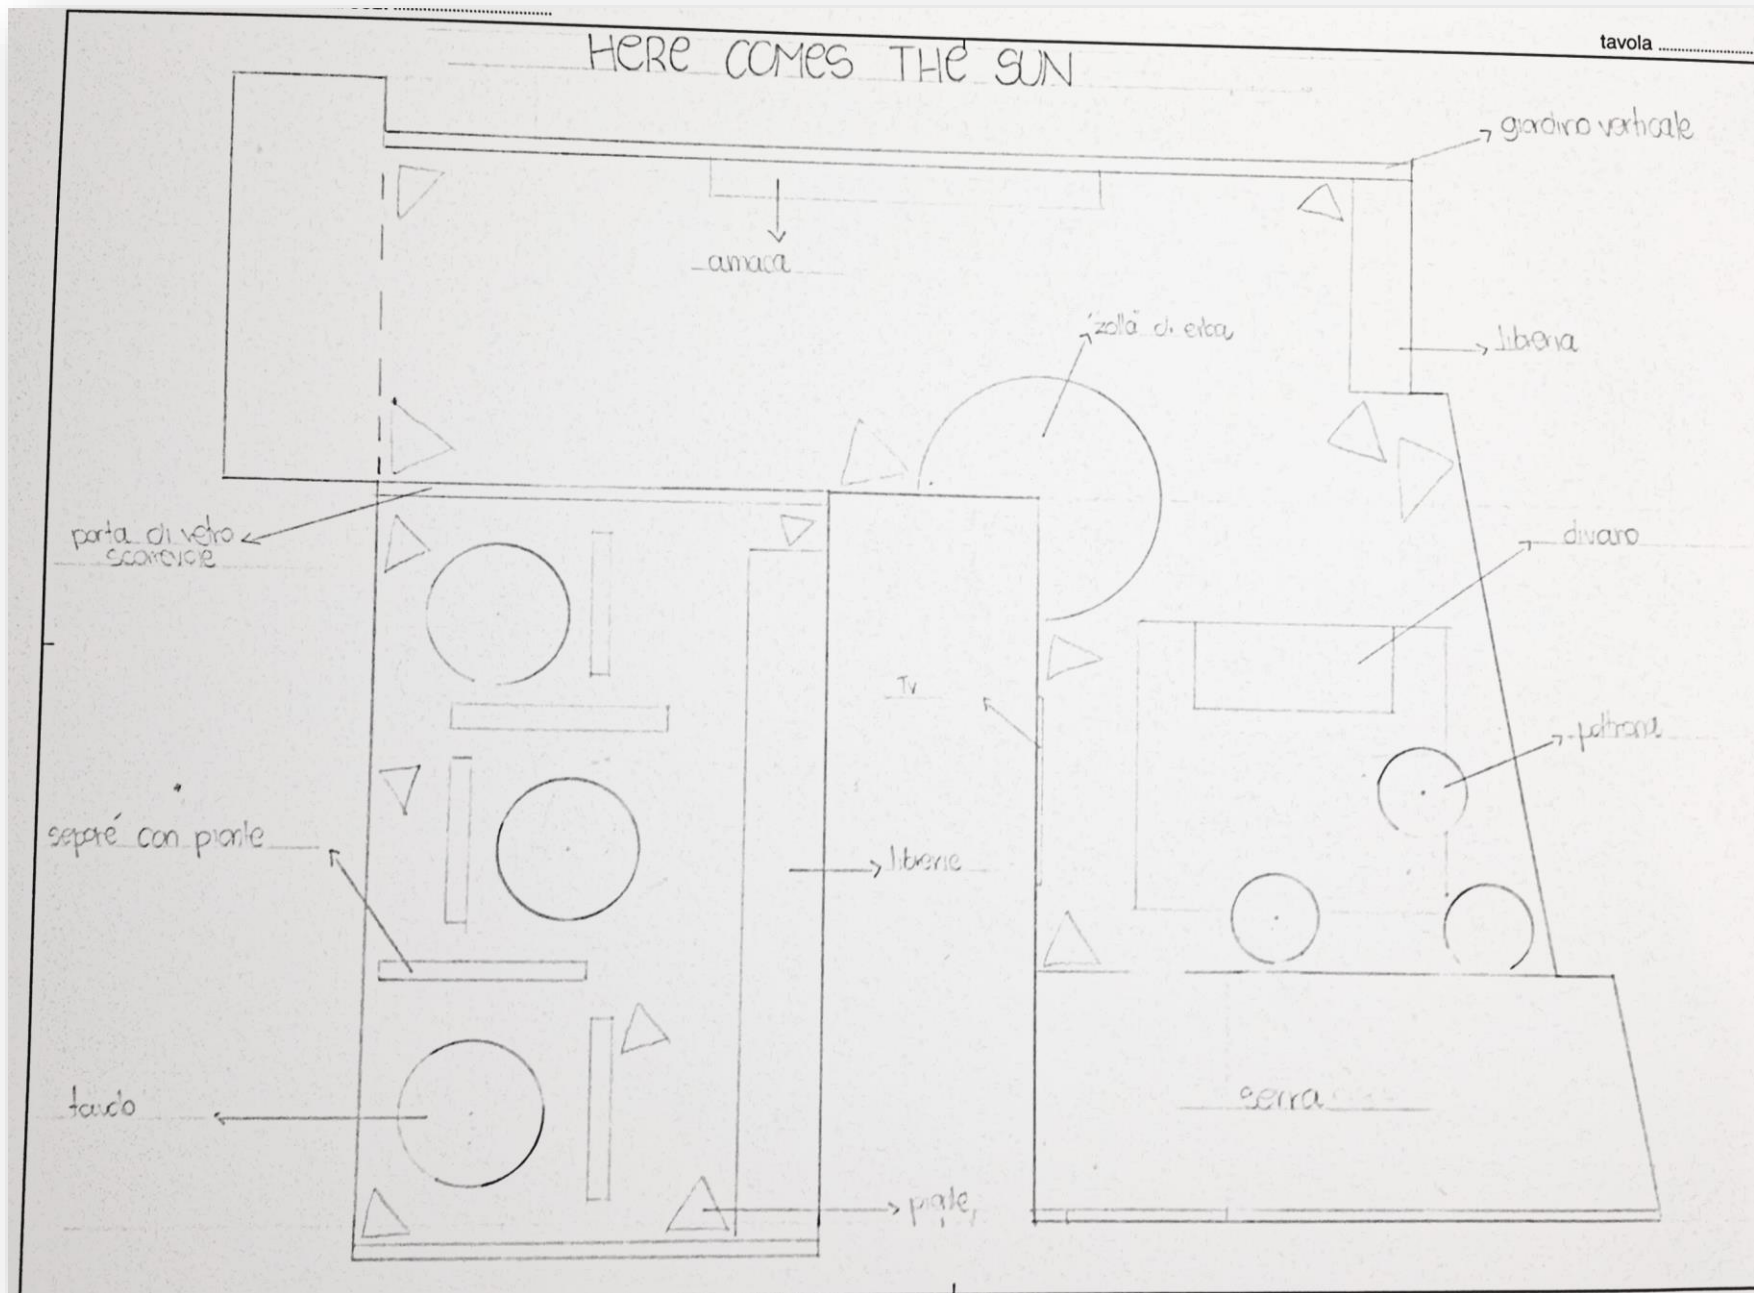 HERE COMES THE SUN
tavola
giardino verticale
amaca
"zolla" di erba
libreria
porta di vetro
scorrevole
divano
Tv
poltrona
separé con piante
librerie
serra
tavolo
piante